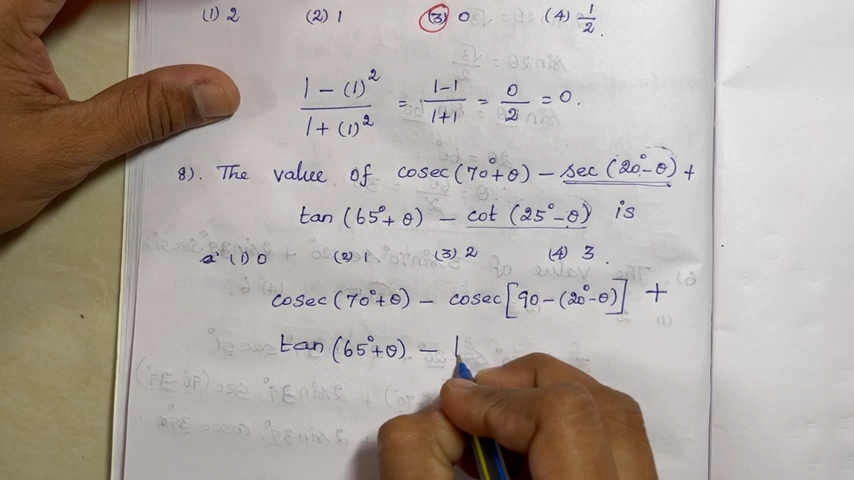 (1) 2 (2) 1 (3) 0 (4) 1/2.
1 - (1)² / 1 + (1)² = 1-1 / 1+1 = 0/2 = 0.
8). The value of cosec (70°+θ) - sec (20°-θ) +
tan (65°+θ) - cot (25°-θ) is
(1) 0 (2) 1 (3) 2 (4) 3.
cosec (70°+θ) - cosec [90 - (20°-θ)] +
tan (65°+θ) -